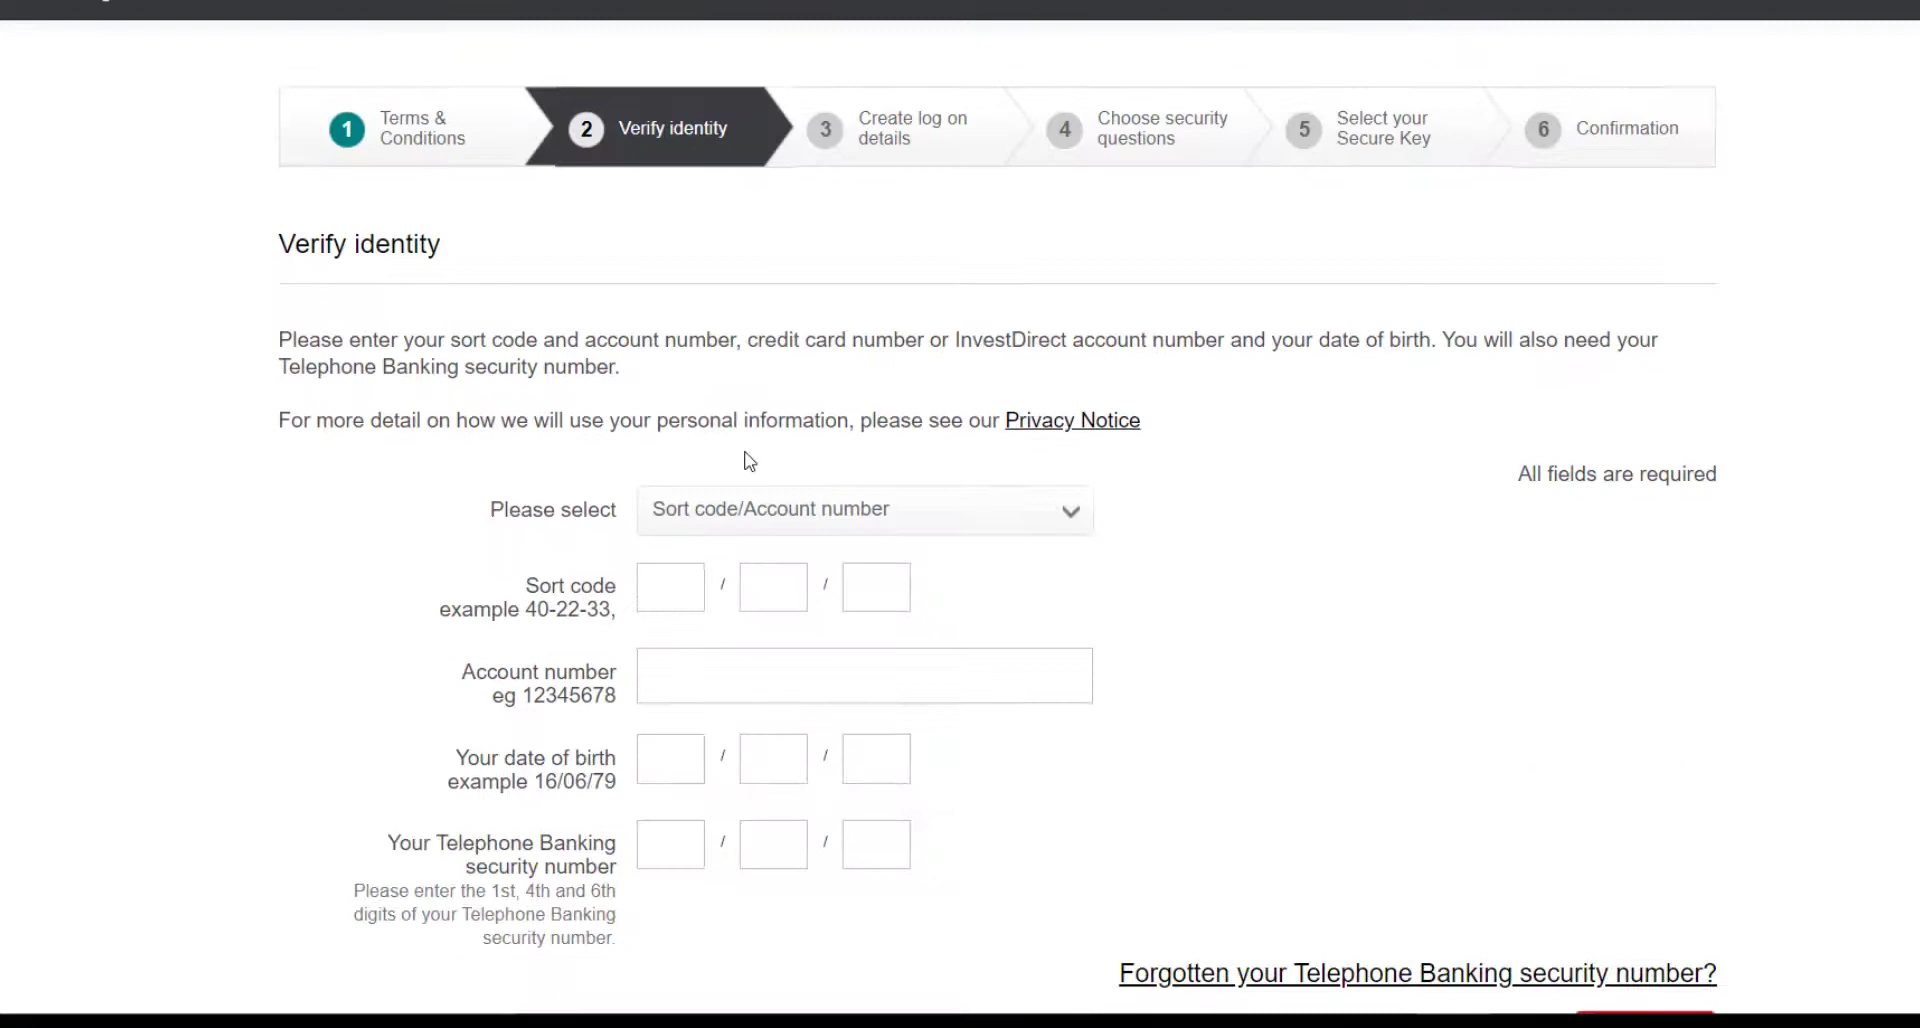 1 Terms &
Conditions
2 Verify identity
3 Create log on
details
4 Choose security
questions
5 Select your
Secure Key
6 Confirmation
Verify identity
Please enter your sort code and account number, credit card number or InvestDirect account number and your date of birth. You will also need your
Telephone Banking security number.
For more detail on how we will use your personal information, please see our Privacy Notice
All fields are required
Please select Sort code/Account number
Sort code / /
example 40-22-33,
Account number
eg 12345678
Your date of birth / /
example 16/06/79
Your Telephone Banking / /
security number
Please enter the 1st, 4th and 6th
digits of your Telephone Banking
security number.
Forgotten your Telephone Banking security number?